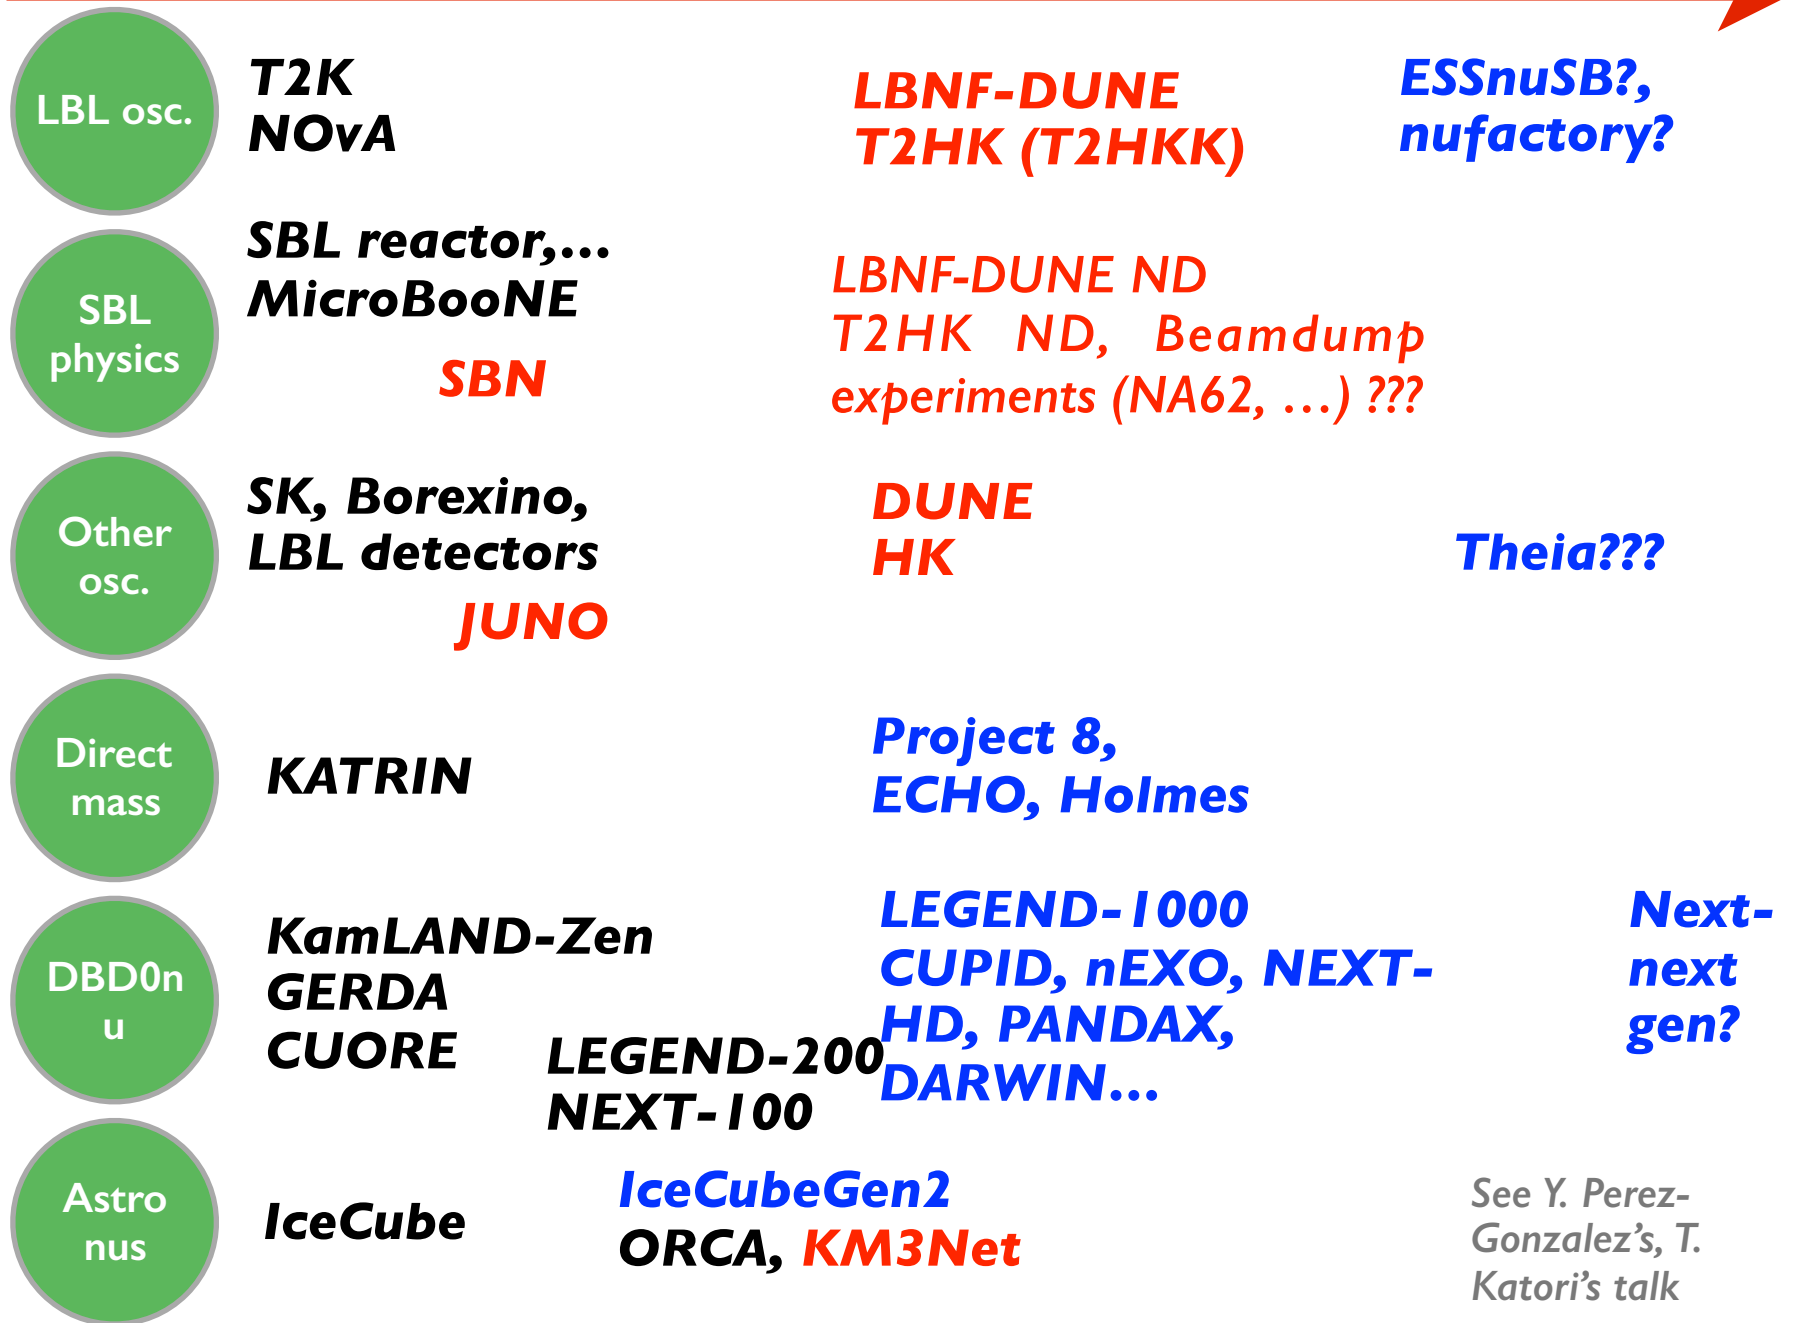 LBL osc.
T2K
NOvA
LBNF-DUNE
T2HK (T2HKK)
ESSnuSB?,
nufactory?
SBL
physics
SBL reactor,...
MicroBooNE
SBN
LBNF-DUNE ND
T2HK ND, Beamdump
experiments (NA62, ...) ???
Other
osc.
SK, Borexino,
LBL detectors
JUNO
DUNE
HK
Theia???
Direct
mass
KATRIN
Project 8,
ECHO, Holmes
DBD0n
u
KamLAND-Zen
GERDA
CUORE
LEGEND-200
NEXT-100
LEGEND-1000
CUPID, nEXO, NEXT-
HD, PANDAX,
DARWIN...
Next-
next
gen?
Astro
nus
IceCube
IceCubeGen2
ORCA, KM3Net
See Y. Perez-
Gonzalez’s, T.
Katori’s talk